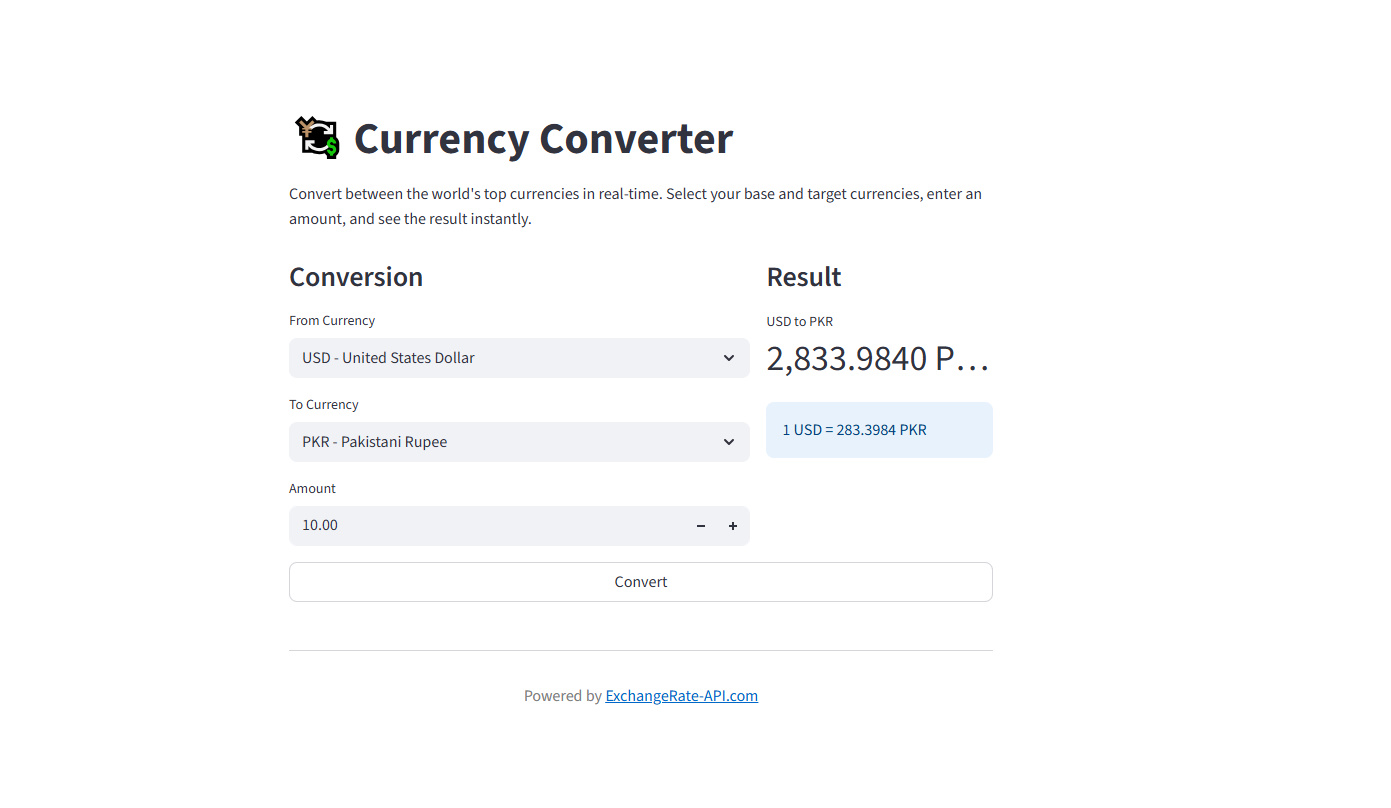 Currency Converter
Convert between the world's top currencies in real-time. Select your base and target currencies, enter an
amount, and see the result instantly.
Conversion
From Currency
USD - United States Dollar
To Currency
PKR - Pakistani Rupee
Amount
10.00
Result
USD to PKR
2,833.9840 P…
1 USD = 283.3984 PKR
Convert
Powered by ExchangeRate-API.com